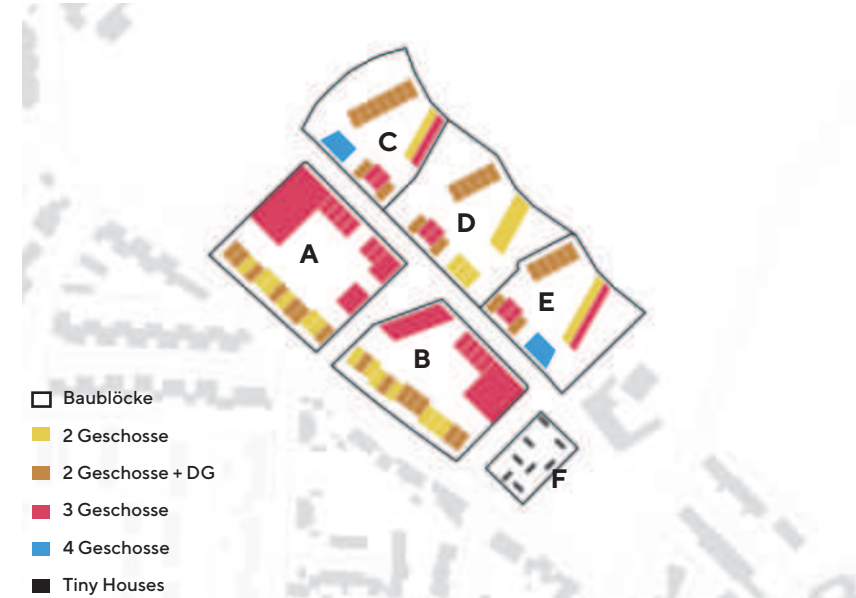 C
D
A
E
B
F
Baublöcke
2 Geschosse
2 Geschosse + DG
3 Geschosse
4 Geschosse
Tiny Houses